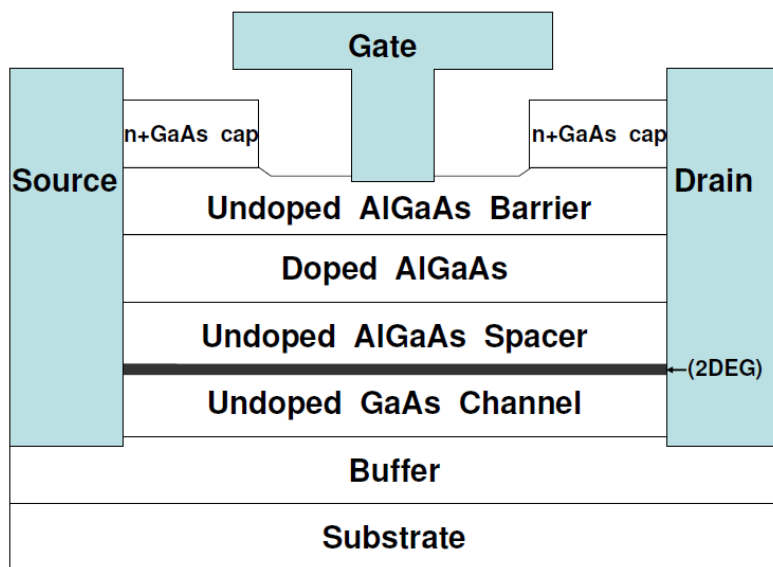 Gate
n+GaAs cap
n+GaAs cap
Source
Drain
Undoped AlGaAs Barrier
Doped AlGaAs
Undoped AlGaAs Spacer
(2DEG)
Undoped GaAs Channel
Buffer
Substrate